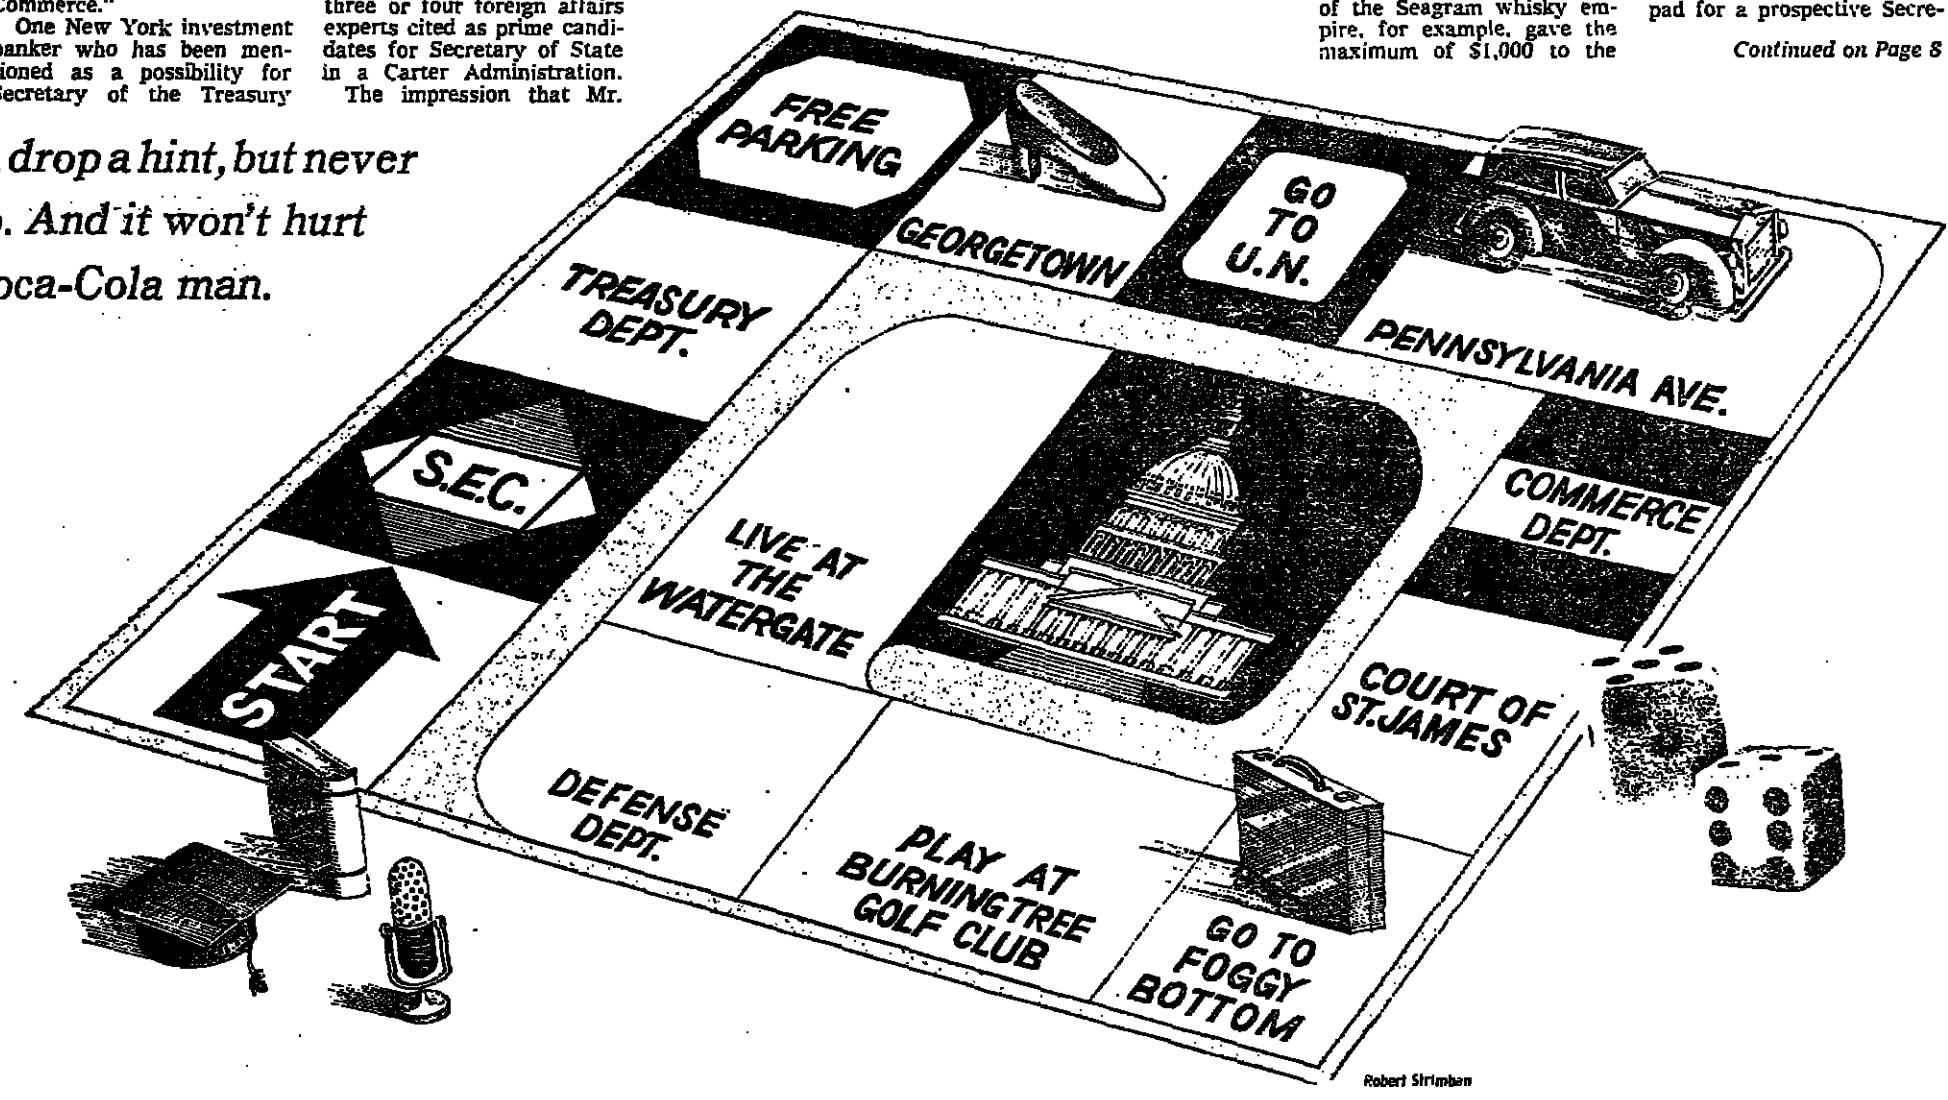 Commerce."
One New York investment
banker who has been men-
tioned as a possibility for
Secretary of the Treasury
three or four foreign affairs
experts cited as prime candi-
dates for Secretary of State
in a Carter Administration.
The impression that Mr.
of the Seagram whisky em-
pire, for example, gave the
maximum of $1,000 to the
pad for a prospective Secre-
Continued on Page 8
drop a hint, but never
. And it won't hurt
oca-Cola man.
FREE
PARKING
GEORGETOWN
GO
TO
U.N.
PENNSYLVANIA AVE.
TREASURY
DEPT.
S.E.C.
START
LIVE AT
THE
WATERGATE
COMMERCE
DEPT.
COURT OF
ST. JAMES
DEFENSE
DEPT.
PLAY AT
BURNING TREE
GOLF CLUB
GO TO
FOGGY
BOTTOM
Robert Strimban